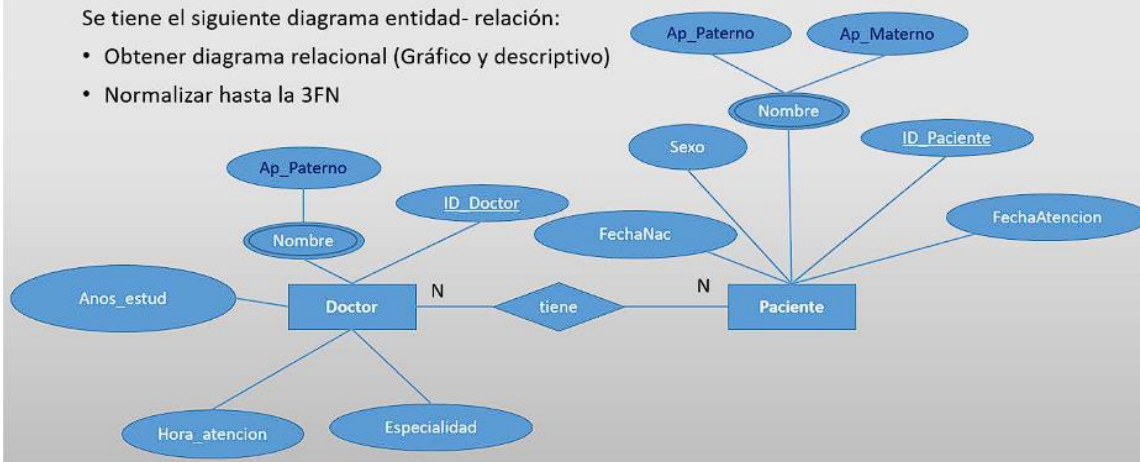 Se tiene el siguiente diagrama entidad- relación:
• Obtener diagrama relacional (Gráfico y descriptivo)
• Normalizar hasta la 3FN
Ap_Paterno
Ap_Materno
Nombre
Sexo
ID_Paciente
FechaNac
FechaAtencion
Ap_Paterno
ID_Doctor
Nombre
Anos_estud
Doctor
N
tiene
N
Paciente
Hora_atencion
Especialidad